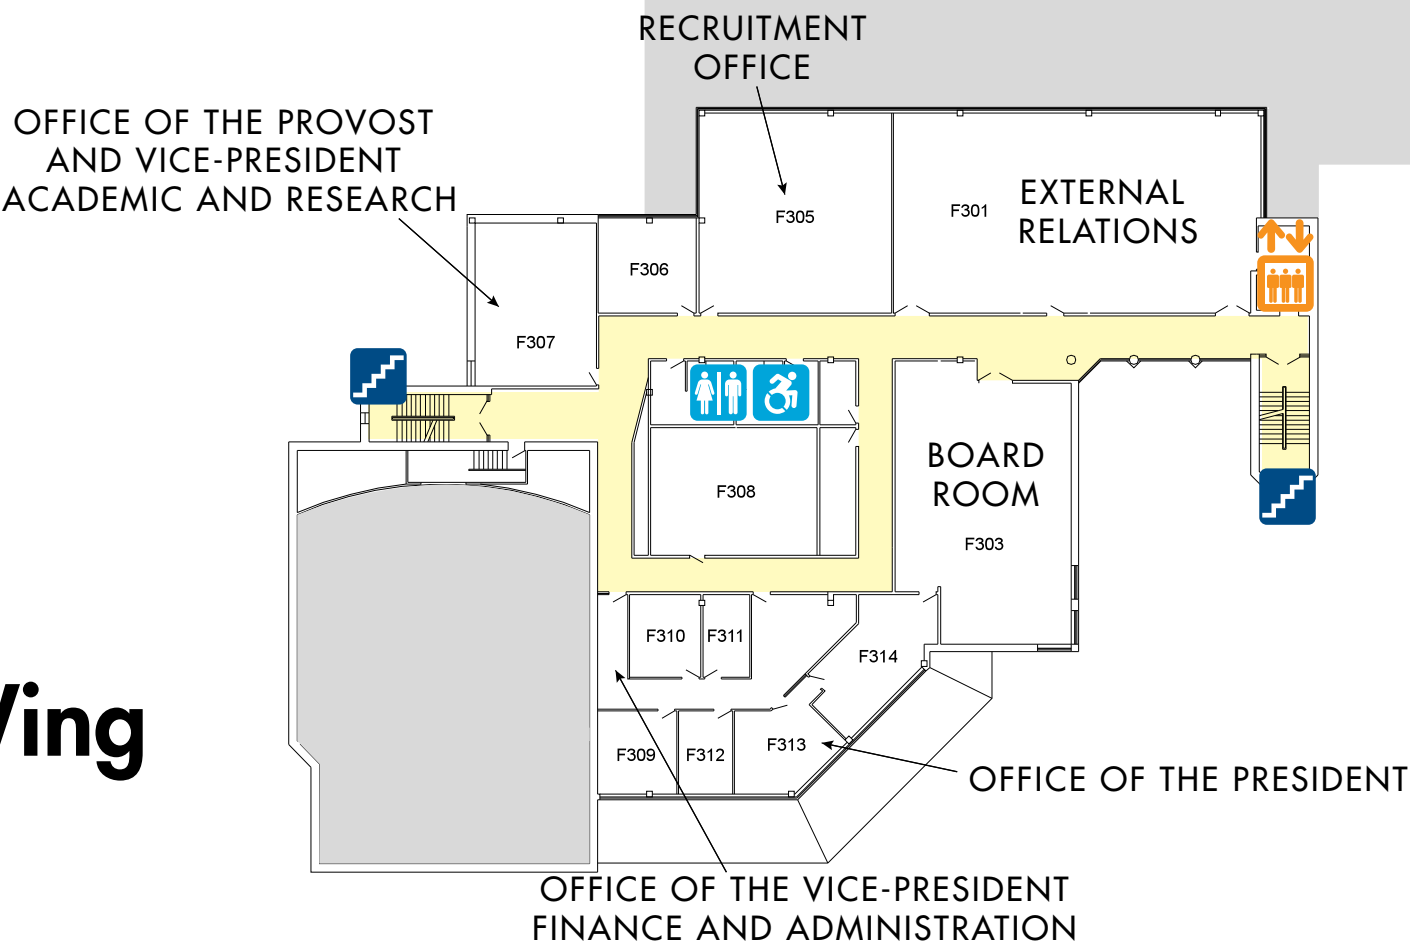 RECRUITMENT
OFFICE
OFFICE OF THE PROVOST
AND VICE-PRESIDENT
ACADEMIC AND RESEARCH
EXTERNAL
RELATIONS
F305
F301
F306
F307
BOARD
ROOM
F308
F303
F310
F311
F314
F309
F312
F313
OFFICE OF THE PRESIDENT
OFFICE OF THE VICE-PRESIDENT
FINANCE AND ADMINISTRATION